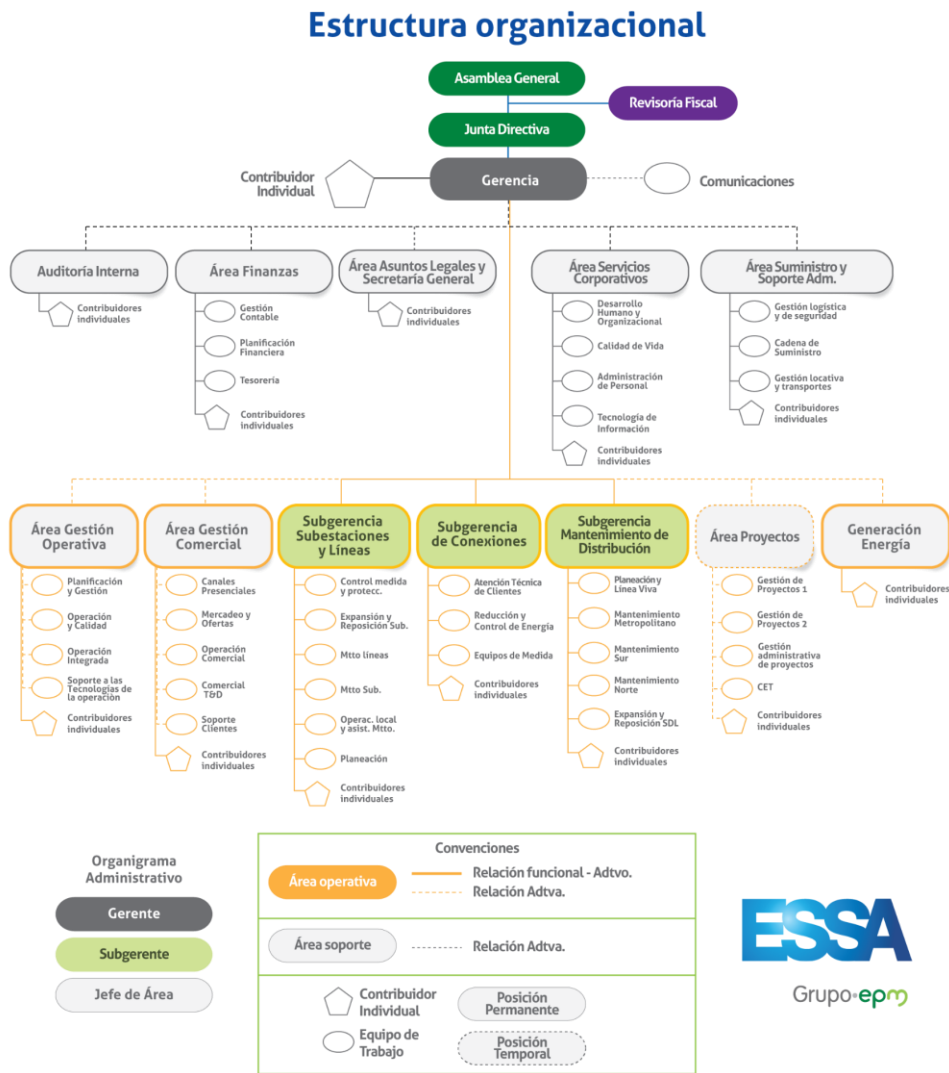 Estructura organizacional
Asamblea General
Revisoría Fiscal
Junta Directiva
Contribuidor
Individual
Gerencia
Comunicaciones
Auditoría Interna
Contribuidores
individuales
Área Finanzas
Gestión
Contable
Planificación
Financiera
Tesorería
Contribuidores
individuales
Área Asuntos Legales y
Secretaría General
Contribuidores
individuales
Área Servicios
Corporativos
Desarrollo
Humano y
Organizacional
Calidad de Vida
Administración
de Personal
Tecnología de
Información
Contribuidores
individuales
Área Suministro y
Soporte Adm.
Gestión logística
y de seguridad
Cadena de
Suministro
Gestión locativa
y transportes
Contribuidores
individuales
Área Gestión
Operativa
Planificación
y Gestión
Operación
y Calidad
Operación
Integrada
Soporte a las
Tecnologías de
la operación
Contribuidores
individuales
Área Gestión
Comercial
Canales
Presenciales
Mercadeo y
Ofertas
Operación
Comercial
Comercial
T&D
Soporte
Clientes
Contribuidores
individuales
Subgerencia
Subestaciones
y Líneas
Control medida
y protecc.
Expansión y
Reposición Sub.
Mtto líneas
Mtto Sub.
Operac. local
y asist. Mtto.
Planeación
Contribuidores
individuales
Subgerencia
de Conexiones
Atención Técnica
de Clientes
Reducción y
Control de Energía
Equipos de Medida
Contribuidores
individuales
Subgerencia
Mantenimiento de
Distribución
Planeación y
Linea Viva
Mantenimiento
Metropolitano
Mantenimiento
Sur
Mantenimiento
Norte
Expansión y
Reposición SDL
Contribuidores
individuales
Área Proyectos
Gestión de
Proyectos 1
Gestión de
Proyectos 2
Gestión
administrativa
de proyectos
CET
Contribuidores
individuales
Generación
Energía
Contribuidores
individuales
Organigrama
Administrativo
Gerente
Subgerente
Jefe de Área
Convenciones
Área operativa
Relación funcional - Adtvo.
Relación Adtva.
Área soporte
Relación Adtva.
Contribuidor
Individual
Posición
Permanente
Equipo de
Trabajo
Posición
Temporal
ESSA
Grupo·epm